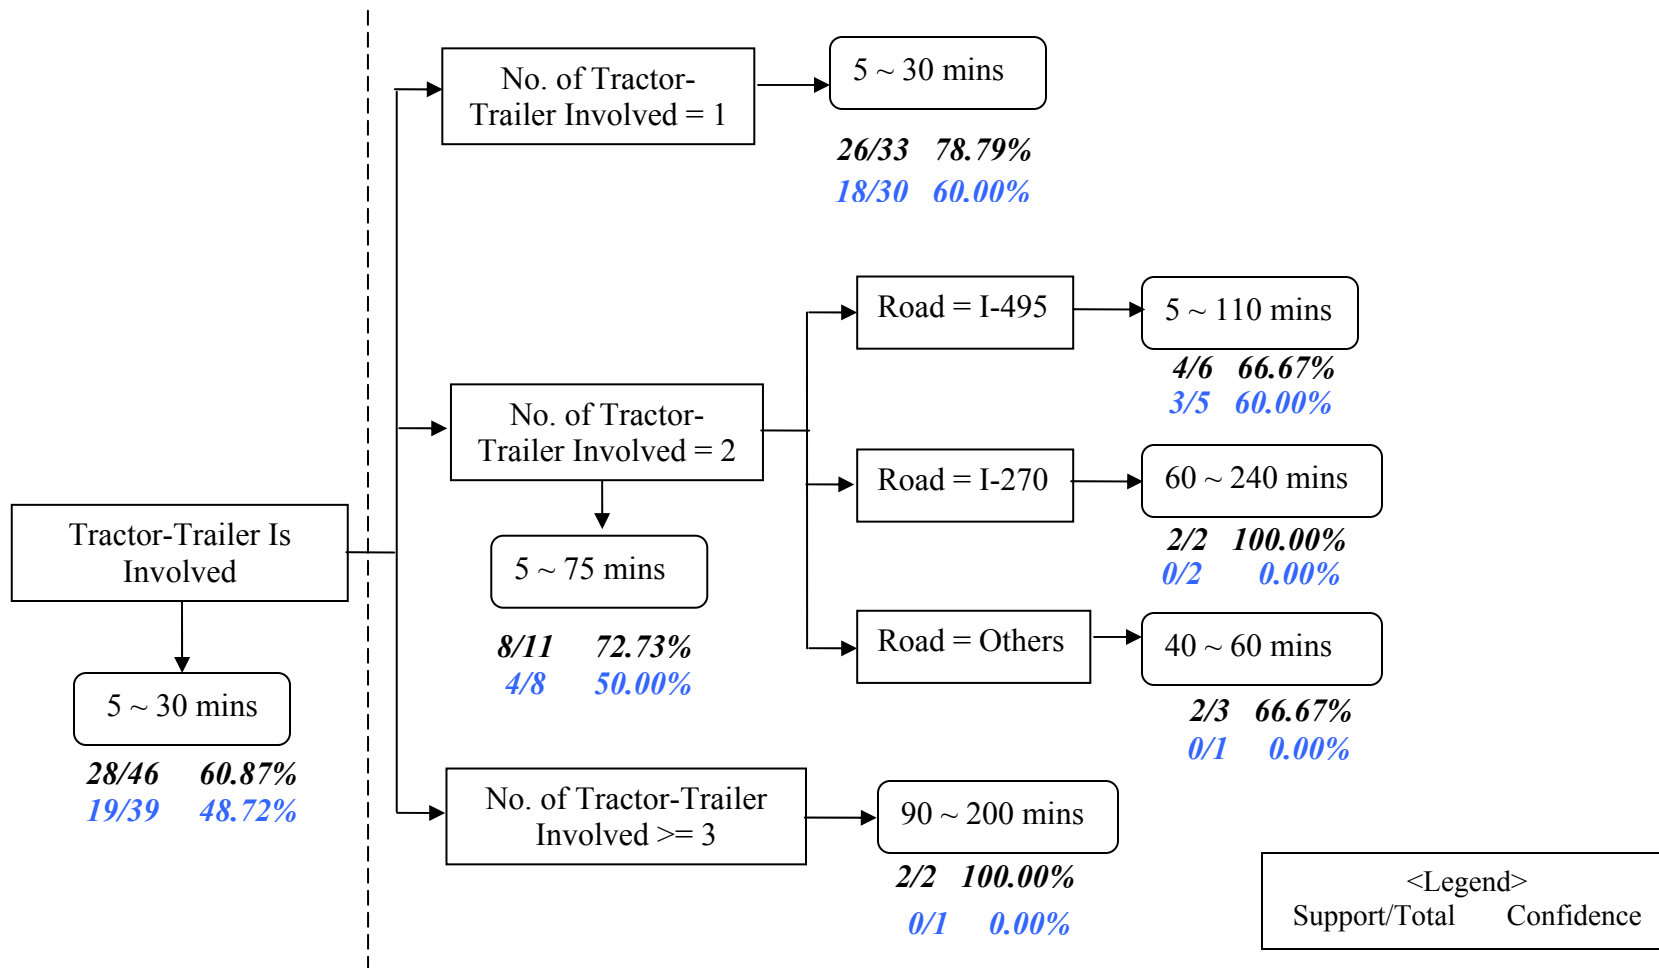 No. of Tractor-
Trailer Involved = 1
5 ~ 30 mins
26/33 78.79%
18/30 60.00%
Road = I-495
5 ~ 110 mins
4/6 66.67%
3/5 60.00%
No. of Tractor-
Trailer Involved = 2
Road = I-270
60 ~ 240 mins
2/2 100.00%
0/2 0.00%
Tractor-Trailer Is
Involved
5 ~ 75 mins
8/11 72.73%
4/8 50.00%
Road = Others
40 ~ 60 mins
2/3 66.67%
0/1 0.00%
5 ~ 30 mins
28/46 60.87%
19/39 48.72%
No. of Tractor-Trailer
Involved >= 3
90 ~ 200 mins
2/2 100.00%
0/1 0.00%
<Legend>
Support/Total Confidence